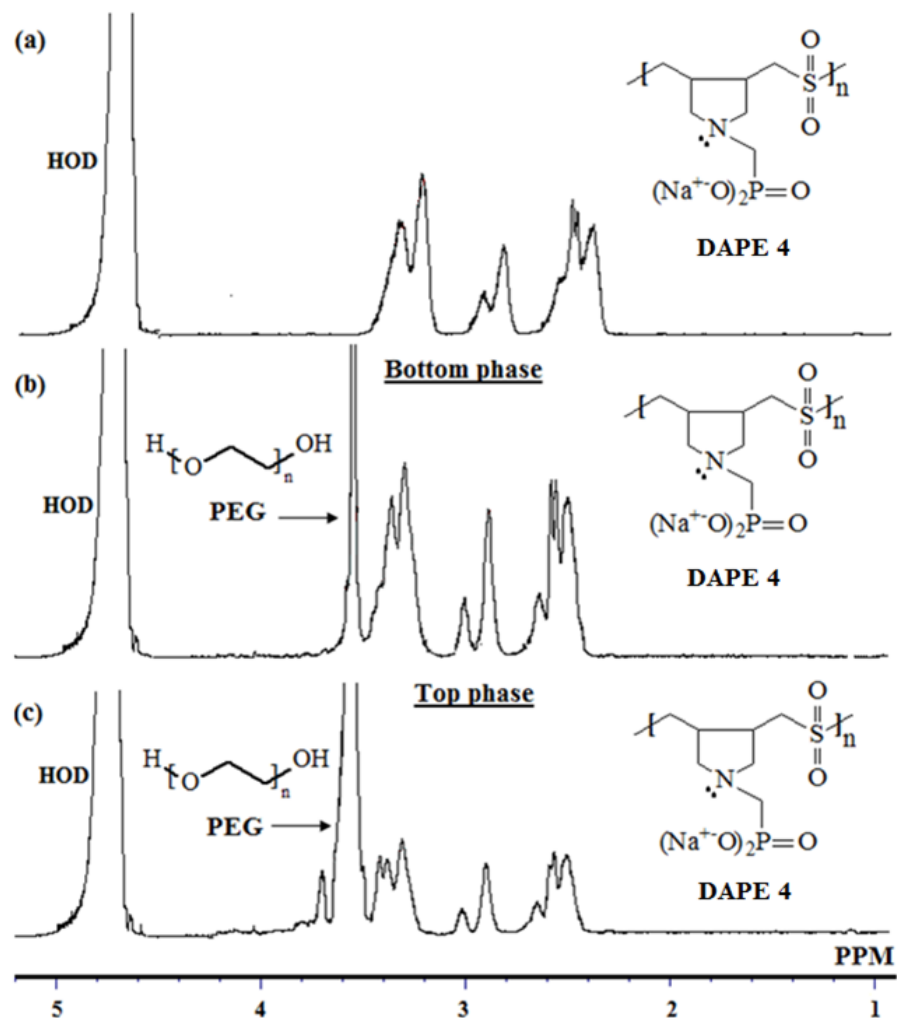 (a)
HOD
O
]n
S
O
N
(Na⁺⁻O)₂P=O
DAPE 4
Bottom phase
(b)
HOD
H
[O
]n
OH
PEG
O
]n
S
O
N
(Na⁺⁻O)₂P=O
DAPE 4
Top phase
(c)
HOD
H
[O
]n
OH
PEG
O
]n
S
O
N
(Na⁺⁻O)₂P=O
DAPE 4
PPM
5 4 3 2 1